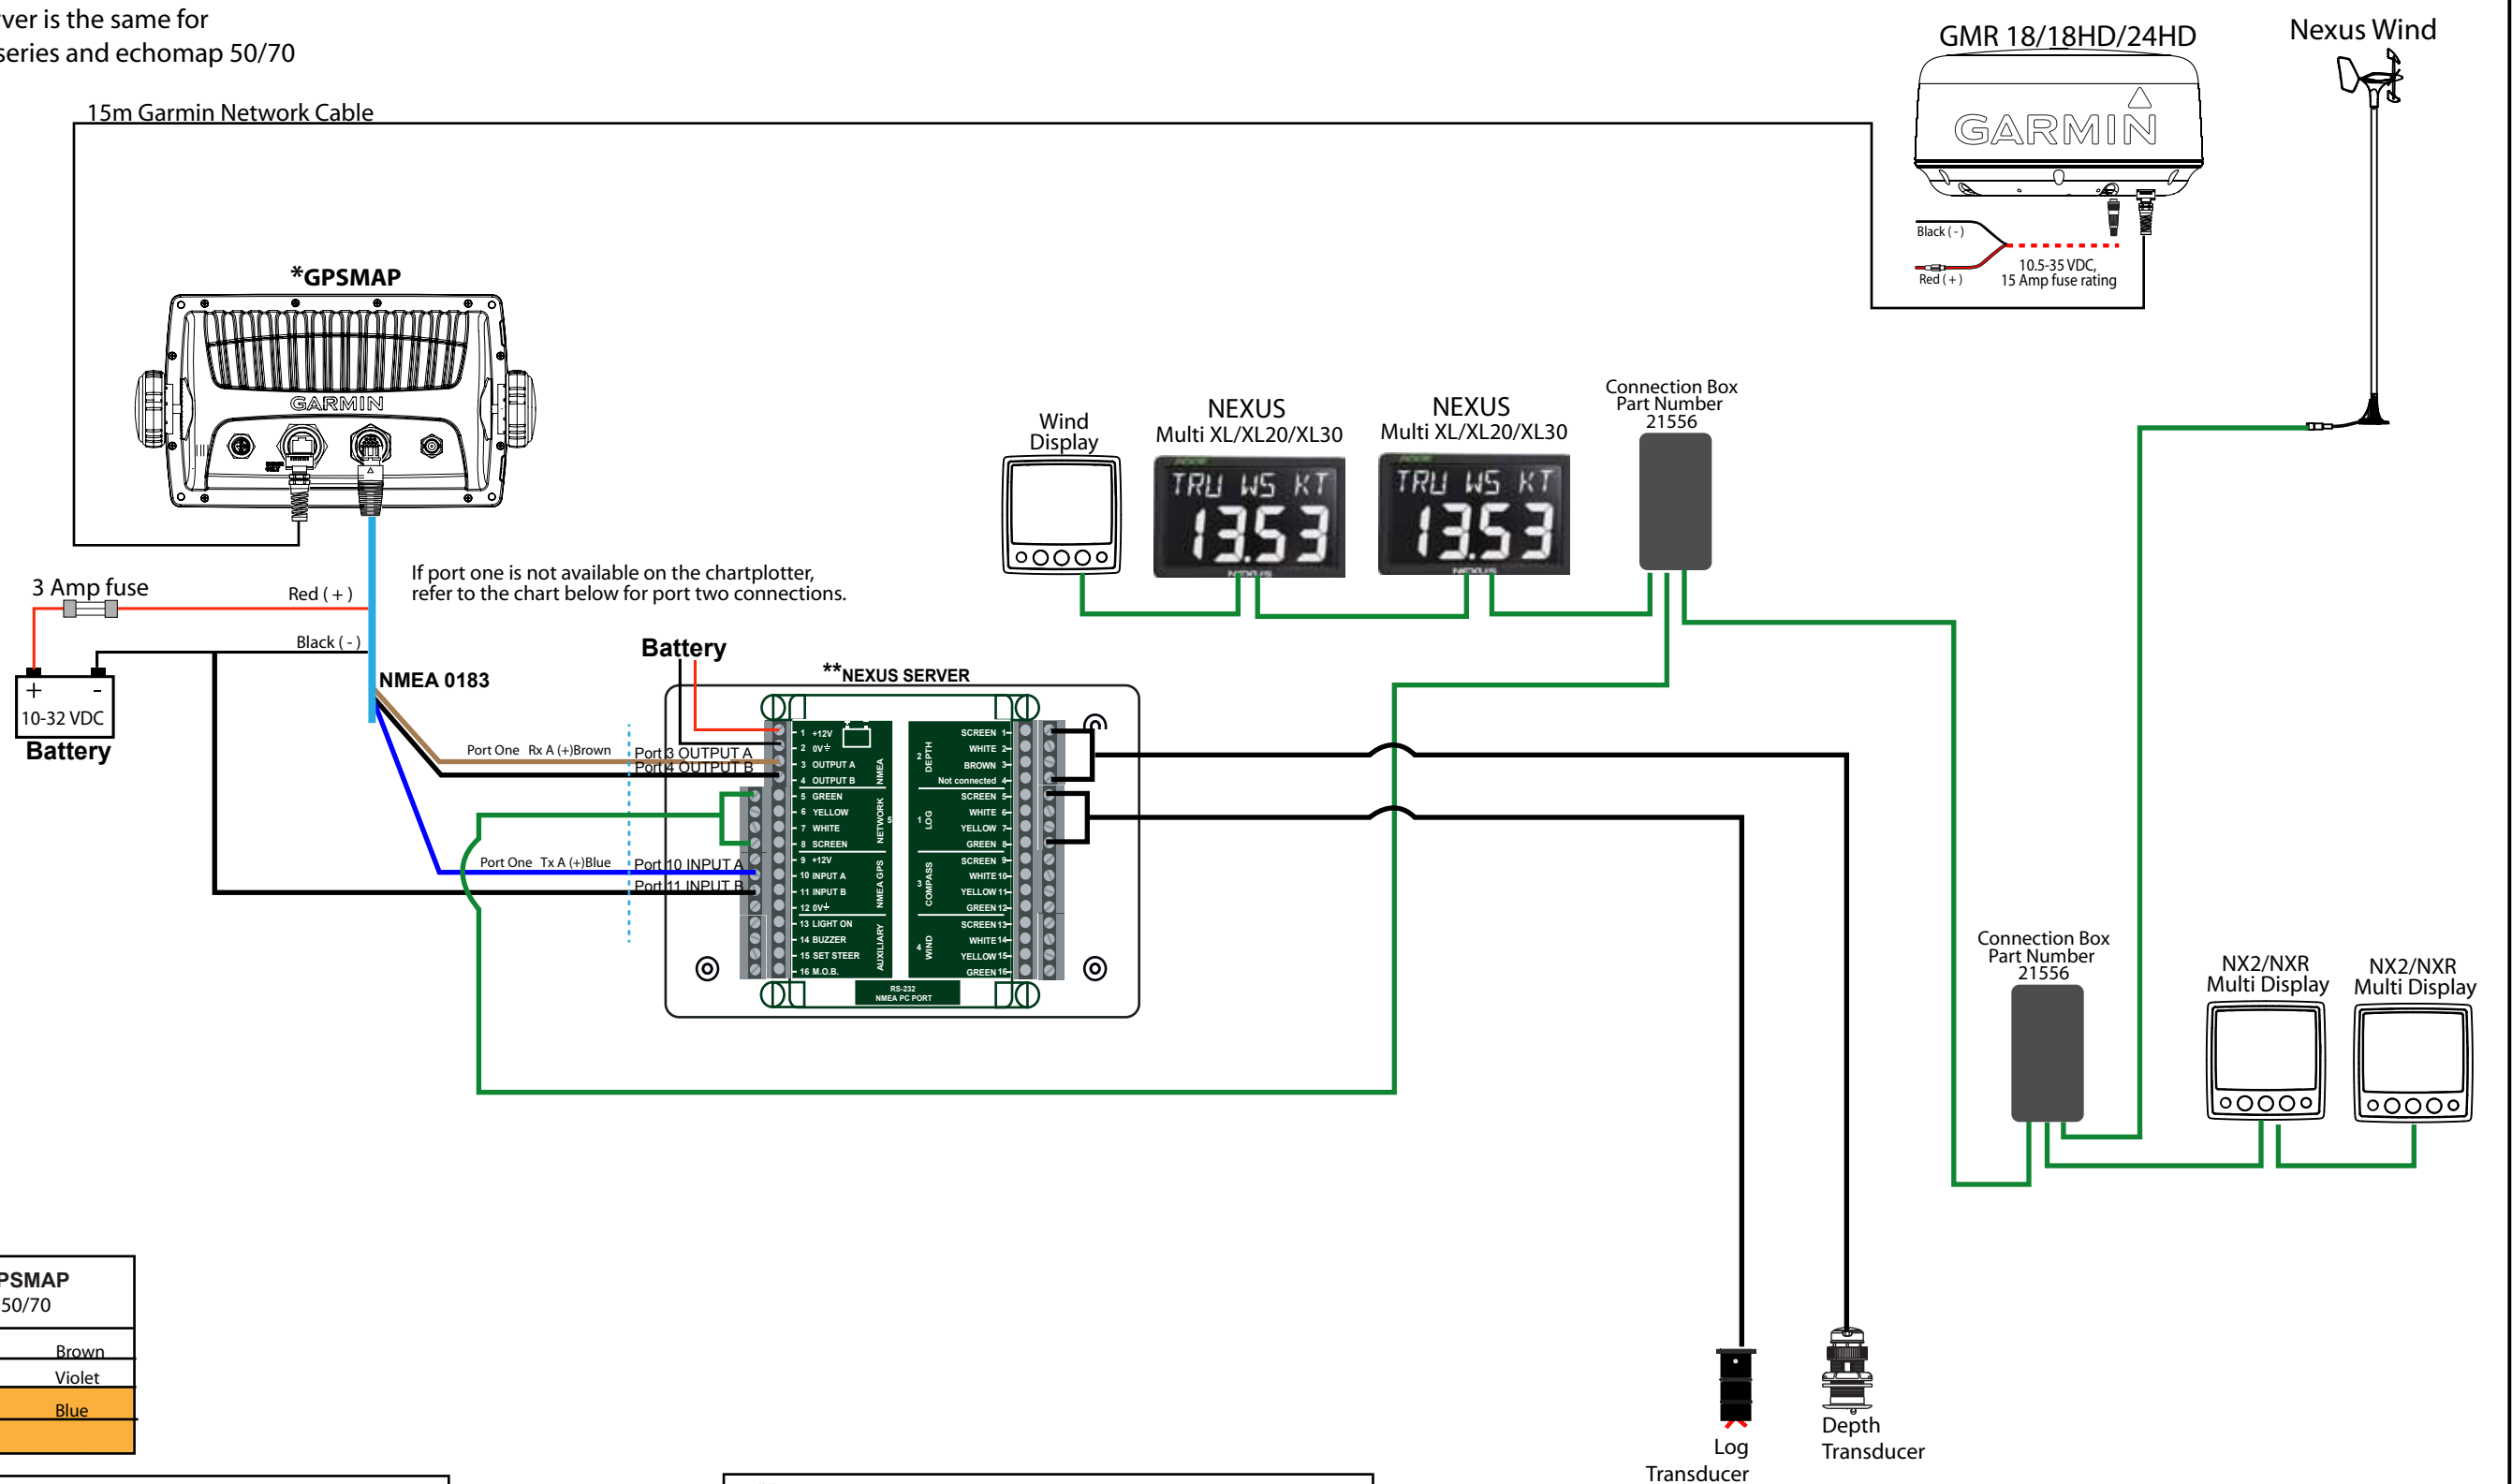 ver is the same for
series and echomap 50/70
15m Garmin Network Cable
GMR 18/18HD/24HD
GARMIN
Black ( - )
Red ( + )
10.5-35 VDC,
15 Amp fuse rating
Nexus Wind
*GPSMAP
GARMIN
3 Amp fuse
Red ( + )
Black ( - )
+ -
10-32 VDC
Battery
If port one is not available on the chartplotter,
refer to the chart below for port two connections.
NMEA 0183
Wind
Display
NEXUS
Multi XL/XL20/XL30
TRU WS KT
13.53
NEXUS
NEXUS
Multi XL/XL20/XL30
TRU WS KT
13.53
NEXUS
Connection Box
Part Number
21556
Battery
**NEXUS SERVER
Port One Rx A (+)Brown
Port 3 OUTPUT A
Port 4 OUTPUT B
Port One Tx A (+)Blue
Port 10 INPUT A
Port 11 INPUT B
1 +12V
2 0V
3 OUTPUT A
4 OUTPUT B
NMEA
5 GREEN
6 YELLOW
7 WHITE
8 SCREEN
NETWORK
5
9 +12V
10 INPUT A
11 INPUT B
12 0V
NMEA GPS
13 LIGHT ON
14 BUZZER
15 SET STEER
16 M.O.B.
AUXILIARY
SCREEN 1
WHITE 2
BROWN 3
Not connected 4
2 DEPTH
SCREEN 5
WHITE 6
YELLOW 7
GREEN 8
1 LOG
SCREEN 9
WHITE 10
YELLOW 11
GREEN 12
3 COMPASS
SCREEN 13
WHITE 14
YELLOW 15
GREEN 16
4 WIND
RS-232
NMEA PC PORT
Connection Box
Part Number
21556
NX2/NXR
Multi Display
NX2/NXR
Multi Display
PSMAP
50/70
Brown
Violet
Blue
Log
Transducer
Depth
Transducer